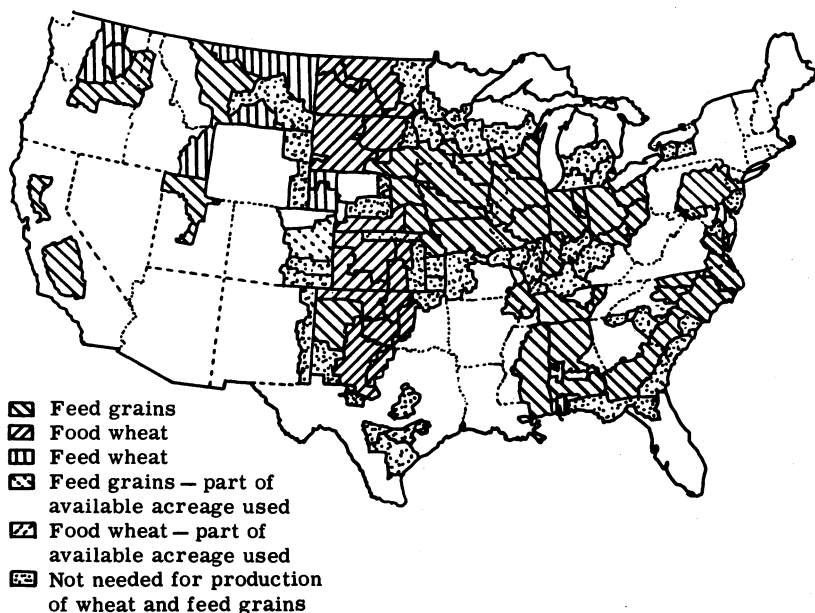 Feed grains
Food wheat
Feed wheat
Feed grains — part of
available acreage used
Food wheat — part of
available acreage used
Not needed for production
of wheat and feed grains